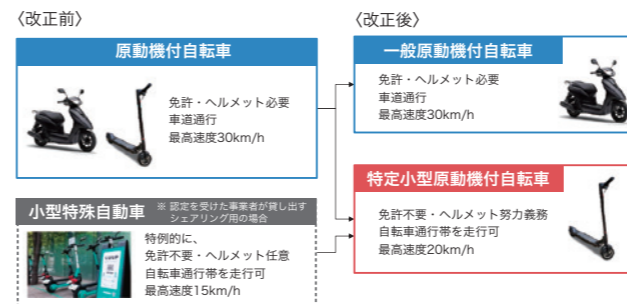 〈改正前〉
原動機付自転車
免許・ヘルメット必要
車道通行
最高速度30km/h
小型特殊自動車
※ 認定を受けた事業者が貸し出す
シェアリング用の場合
特例的に、
免許不要・ヘルメット任意
自転車通行帯を走行可
最高速度15km/h
〈改正後〉
一般原動機付自転車
免許・ヘルメット必要
車道通行
最高速度30km/h
特定小型原動機付自転車
免許不要・ヘルメット努力義務
自転車通行帯を走行可
最高速度20km/h